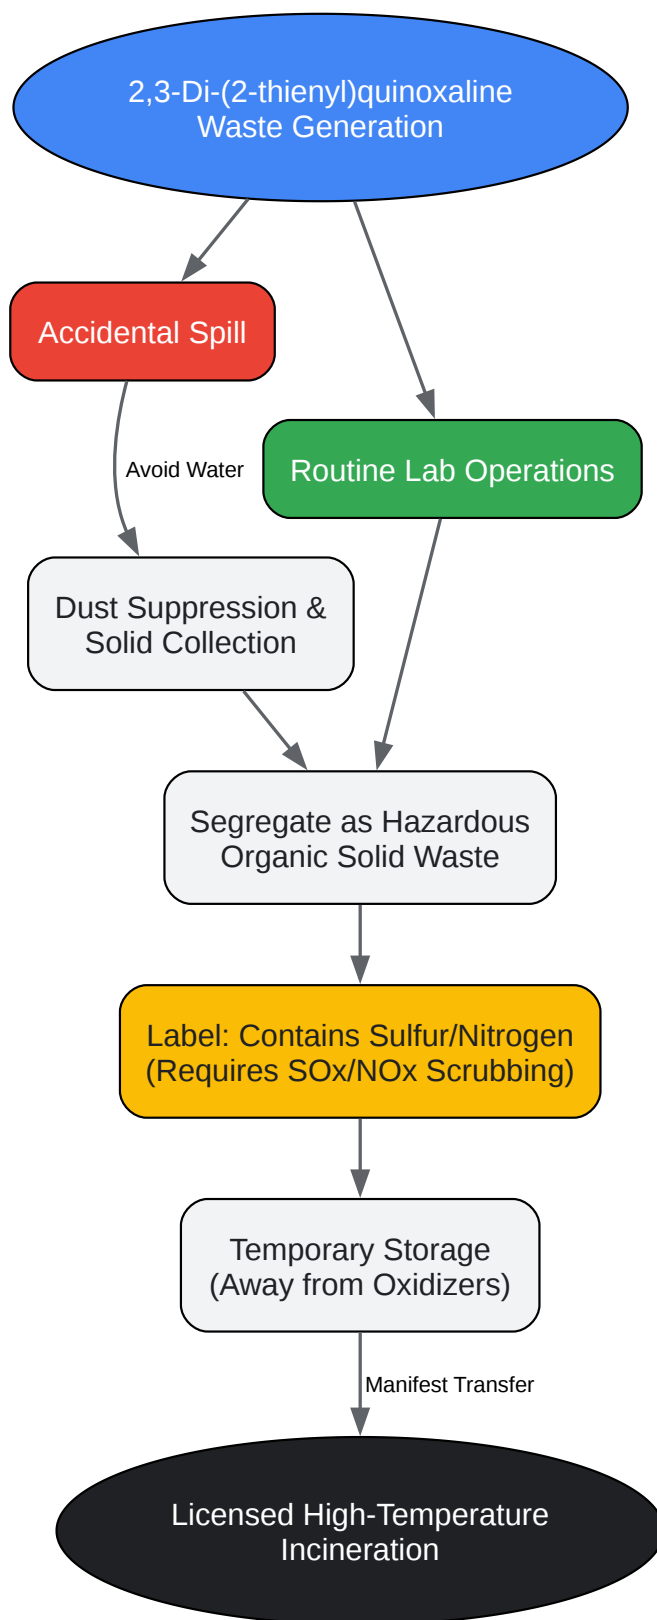 2,3-Di-(2-thienyl)quinoxaline
Waste Generation
Accidental Spill
Avoid Water
Routine Lab Operations
Dust Suppression &
Solid Collection
Segregate as Hazardous
Organic Solid Waste
Label: Contains Sulfur/Nitrogen
(Requires SOx/NOx Scrubbing)
Temporary Storage
(Away from Oxidizers)
Manifest Transfer
Licensed High-Temperature
Incineration